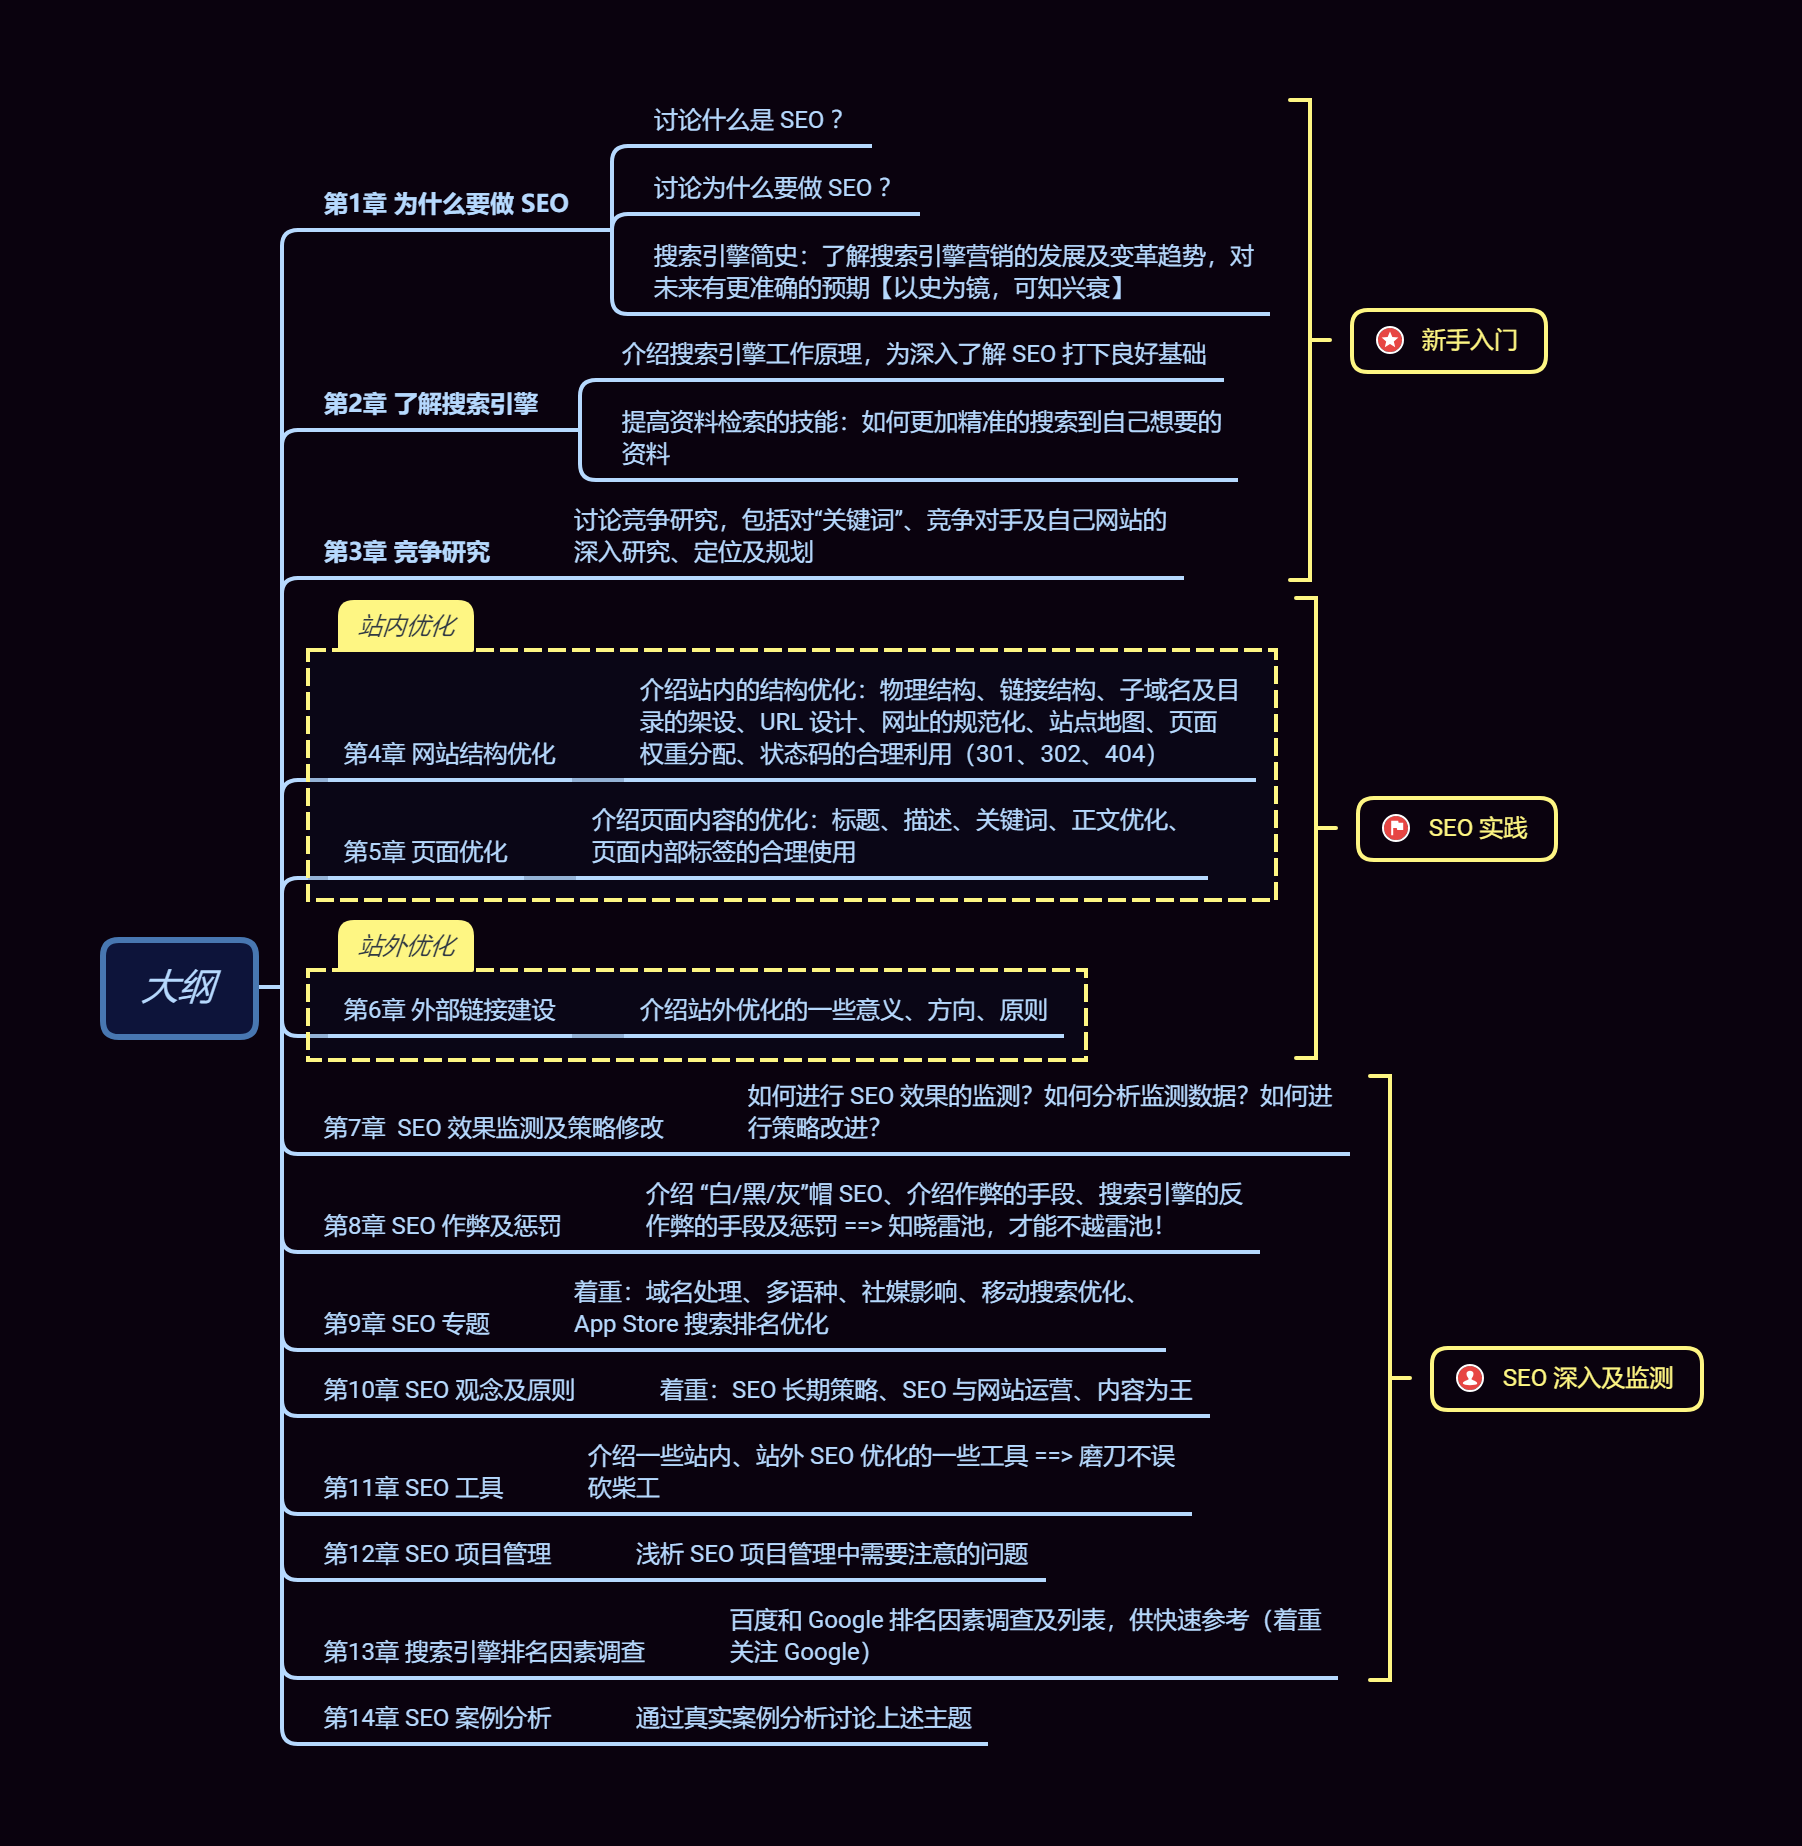 大纲
第1章 为什么要做 SEO
讨论什么是 SEO ？
讨论为什么要做 SEO ？
搜索引擎简史：了解搜索引擎营销的发展及变革趋势，对
未来有更准确的预期【以史为镜，可知兴衰】
第2章 了解搜索引擎
介绍搜索引擎工作原理，为深入了解 SEO 打下良好基础
提高资料检索的技能：如何更加精准的搜索到自己想要的
资料
第3章 竞争研究
讨论竞争研究，包括对“关键词”、竞争对手及自己网站的
深入研究、定位及规划
新手入门
站内优化
第4章 网站结构优化
介绍站内的结构优化：物理结构、链接结构、子域名及目
录的架设、URL 设计、网址的规范化、站点地图、页面
权重分配、状态码的合理利用（301、302、404）
第5章 页面优化
介绍页面内容的优化：标题、描述、关键词、正文优化、
页面内部标签的合理使用
站外优化
第6章 外部链接建设
介绍站外优化的一些意义、方向、原则
SEO 实践
第7章  SEO 效果监测及策略修改
如何进行 SEO 效果的监测？如何分析监测数据？如何进
行策略改进？
第8章 SEO 作弊及惩罚
介绍 “白/黑/灰”帽 SEO、介绍作弊的手段、搜索引擎的反
作弊的手段及惩罚 ==> 知晓雷池，才能不越雷池！
第9章 SEO 专题
着重：域名处理、多语种、社媒影响、移动搜索优化、
App Store 搜索排名优化
第10章 SEO 观念及原则
着重：SEO 长期策略、SEO 与网站运营、内容为王
第11章 SEO 工具
介绍一些站内、站外 SEO 优化的一些工具 ==> 磨刀不误
砍柴工
第12章 SEO 项目管理
浅析 SEO 项目管理中需要注意的问题
第13章 搜索引擎排名因素调查
百度和 Google 排名因素调查及列表，供快速参考（着重
关注 Google）
SEO 深入及监测
第14章 SEO 案例分析
通过真实案例分析讨论上述主题